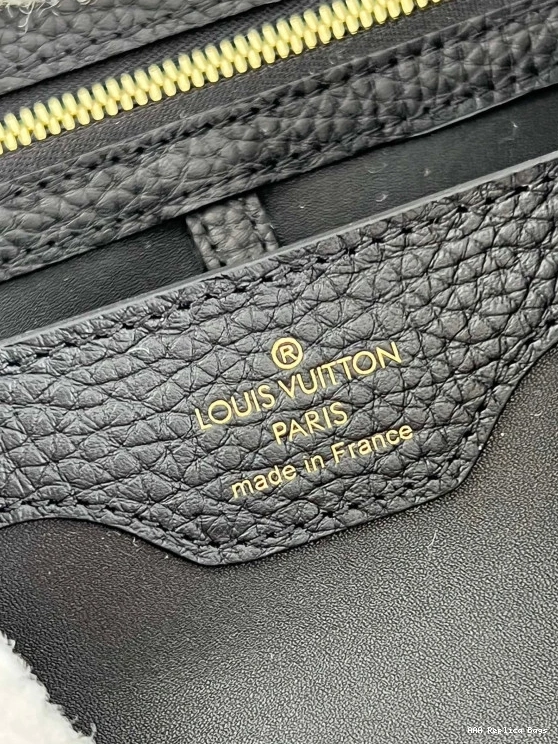 ®
LOUIS VUITTON
PARIS
made in France
AAA Replica Bags